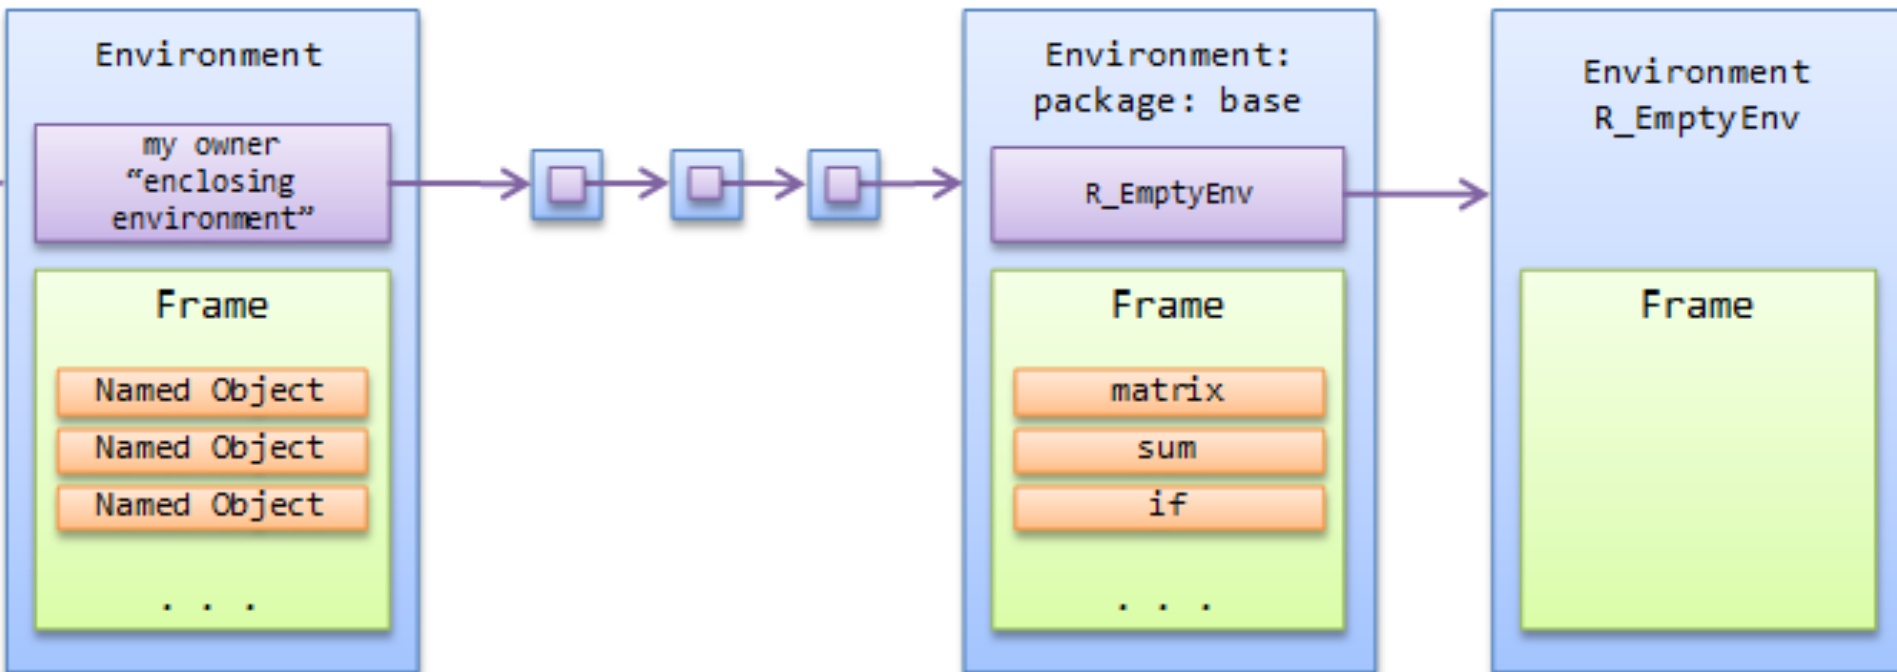 Environment
my owner
“enclosing
environment”
Frame
Named Object
Named Object
Named Object
. . .
Environment:
package: base
R_EmptyEnv
Frame
matrix
sum
if
. . .
Environment
R_EmptyEnv
Frame